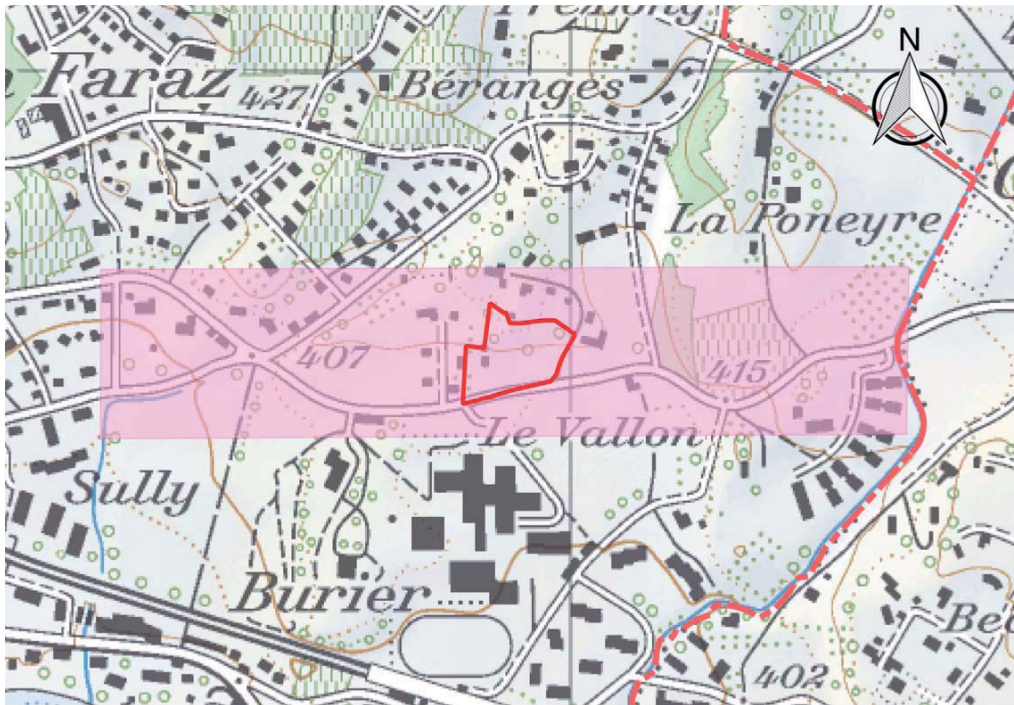 N
Faraz
427
Béranges
La Poneyre
407
415
Le Vallon
Sully
Burier
402